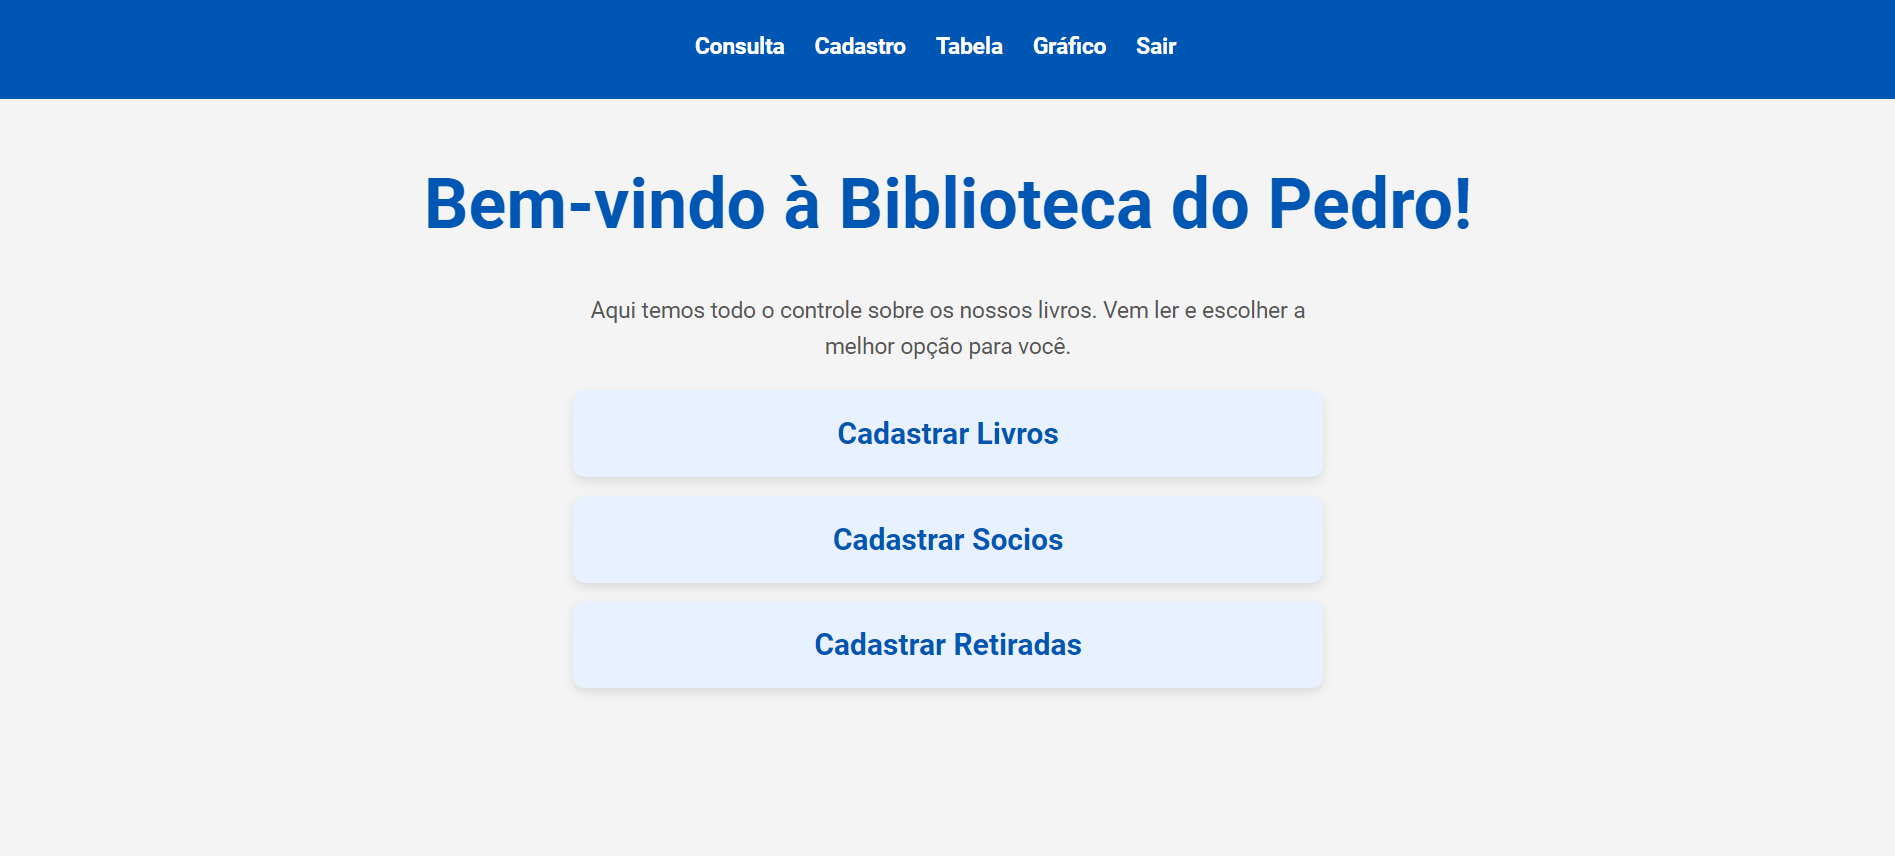 Consulta Cadastro Tabela Gráfico Sair
Bem-vindo à Biblioteca do Pedro!
Aqui temos todo o controle sobre os nossos livros. Vem ler e escolher a
melhor opção para você.
Cadastrar Livros
Cadastrar Socios
Cadastrar Retiradas